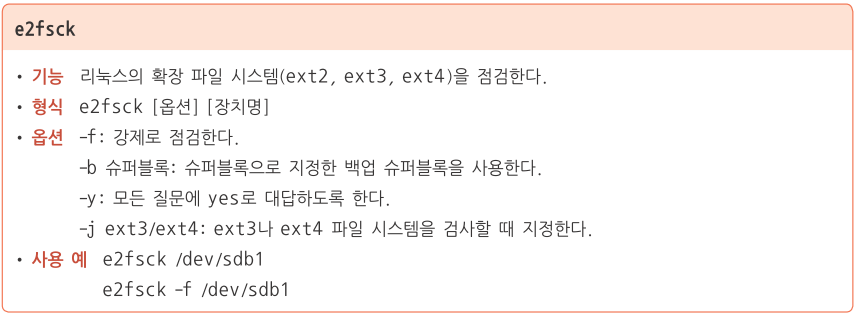 e2fsck
• 기능 리눅스의 확장 파일 시스템(ext2, ext3, ext4)을 점검한다.
• 형식 e2fsck [옵션] [장치명]
• 옵션 -f: 강제로 점검한다.
-b 슈퍼블록: 슈퍼블록으로 지정한 백업 슈퍼블록을 사용한다.
-y: 모든 질문에 yes로 대답하도록 한다.
-j ext3/ext4: ext3나 ext4 파일 시스템을 검사할 때 지정한다.
• 사용 예 e2fsck /dev/sdb1
e2fsck -f /dev/sdb1